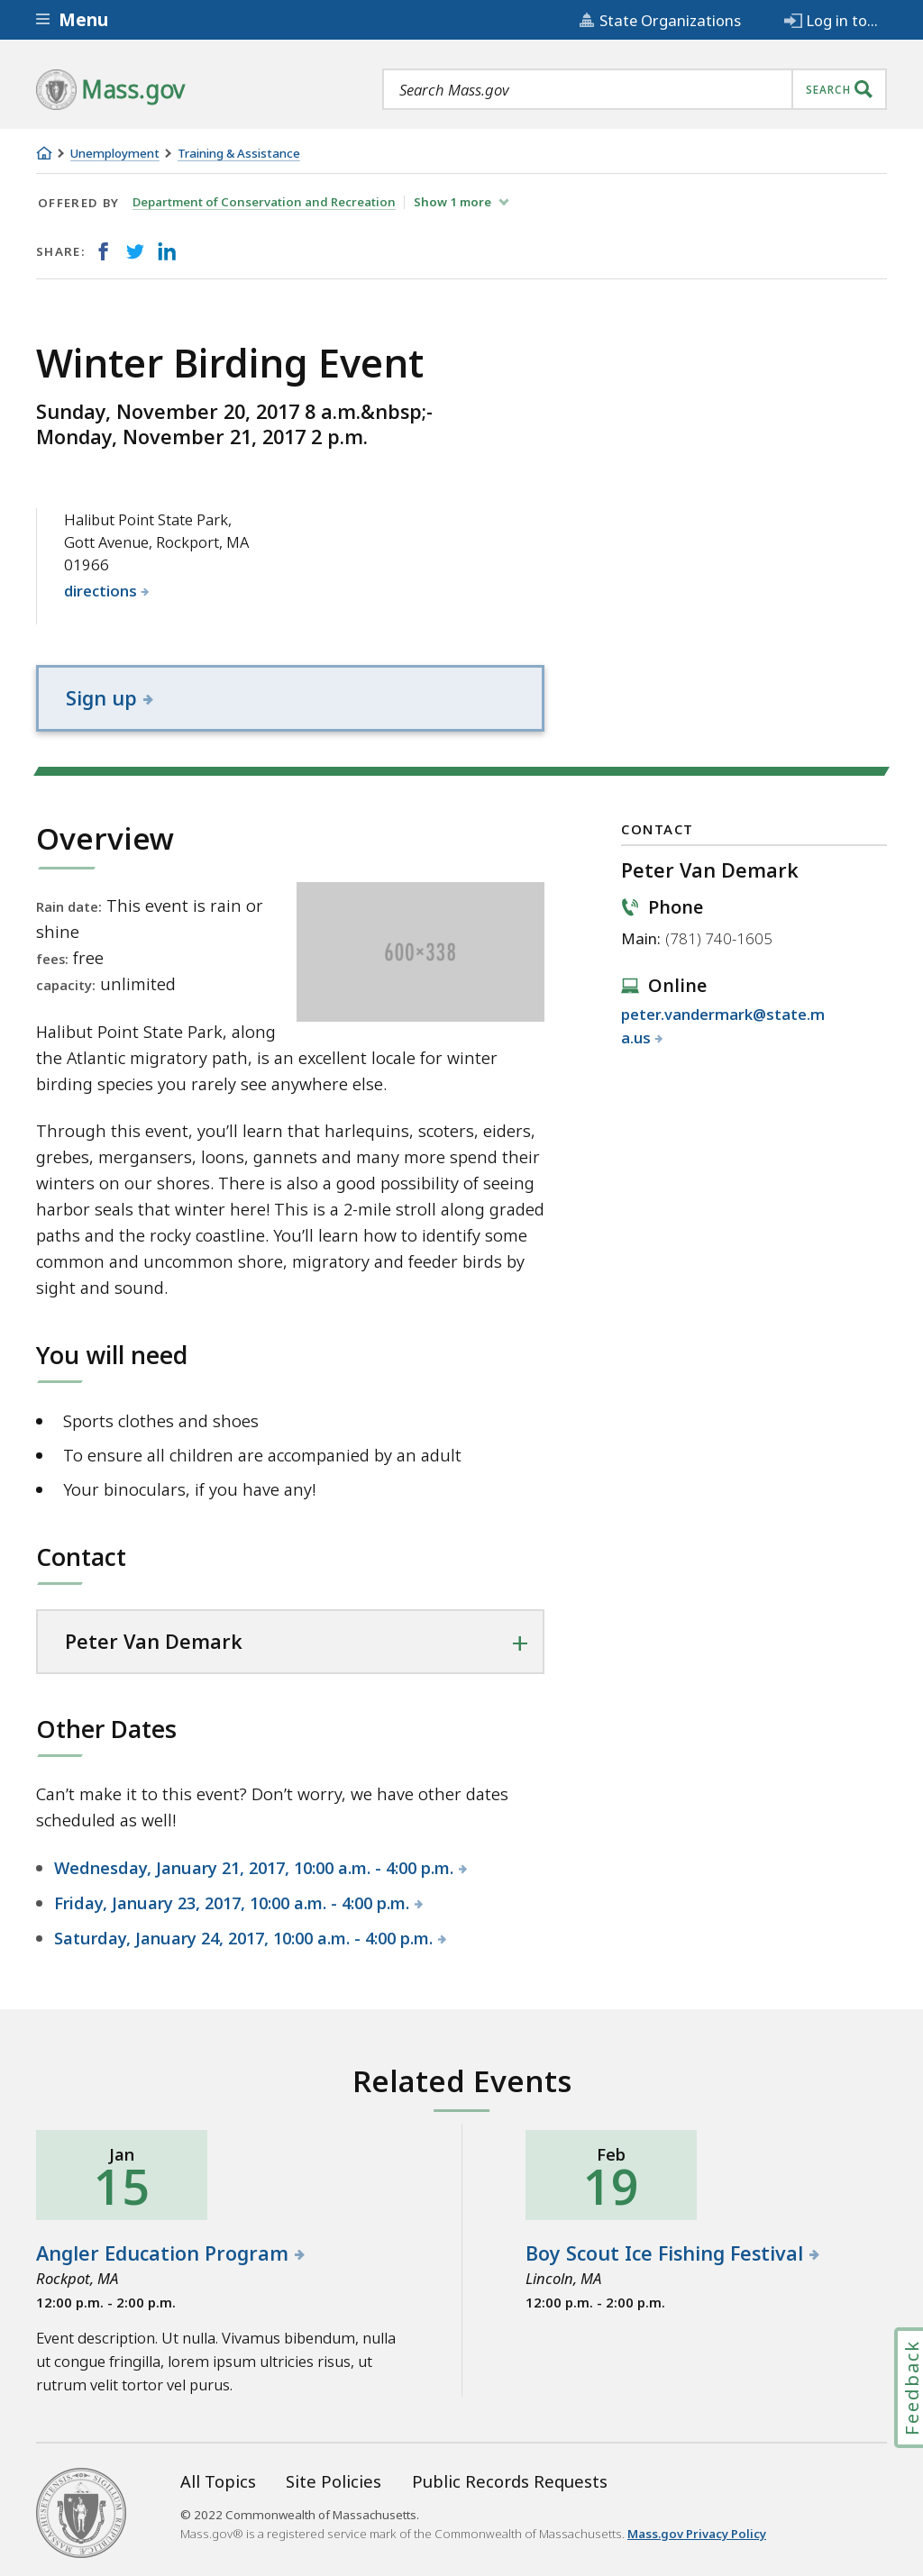 Menu
State Organizations
Log in to...
Mass.gov
Search Mass.gov
SEARCH
Unemployment
Training & Assistance
OFFERED BY
Department of Conservation and Recreation
Show 1 more
SHARE:
Winter Birding Event
Sunday, November 20, 2017 8 a.m.&nbsp;-
Monday, November 21, 2017 2 p.m.
Halibut Point State Park,
Gott Avenue, Rockport, MA
01966
directions
Sign up
Overview
Rain date: This event is rain or
shine
fees: free
capacity: unlimited
600×338
Halibut Point State Park, along
the Atlantic migratory path, is an excellent locale for winter
birding species you rarely see anywhere else.
Through this event, you’ll learn that harlequins, scoters, eiders,
grebes, mergansers, loons, gannets and many more spend their
winters on our shores. There is also a good possibility of seeing
harbor seals that winter here! This is a 2-mile stroll along graded
paths and the rocky coastline. You’ll learn how to identify some
common and uncommon shore, migratory and feeder birds by
sight and sound.
You will need
Sports clothes and shoes
To ensure all children are accompanied by an adult
Your binoculars, if you have any!
Contact
Peter Van Demark
Other Dates
Can’t make it to this event? Don’t worry, we have other dates
scheduled as well!
Wednesday, January 21, 2017, 10:00 a.m. - 4:00 p.m.
Friday, January 23, 2017, 10:00 a.m. - 4:00 p.m.
Saturday, January 24, 2017, 10:00 a.m. - 4:00 p.m.
CONTACT
Peter Van Demark
Phone
Main: (781) 740-1605
Online
peter.vandermark@state.m
a.us
Related Events
Jan
15
Angler Education Program
Rockpot, MA
12:00 p.m. - 2:00 p.m.
Event description. Ut nulla. Vivamus bibendum, nulla
ut congue fringilla, lorem ipsum ultricies risus, ut
rutrum velit tortor vel purus.
Feb
19
Boy Scout Ice Fishing Festival
Lincoln, MA
12:00 p.m. - 2:00 p.m.
Feedback
All Topics
Site Policies
Public Records Requests
© 2022 Commonwealth of Massachusetts.
Mass.gov® is a registered service mark of the Commonwealth of Massachusetts. Mass.gov Privacy Policy